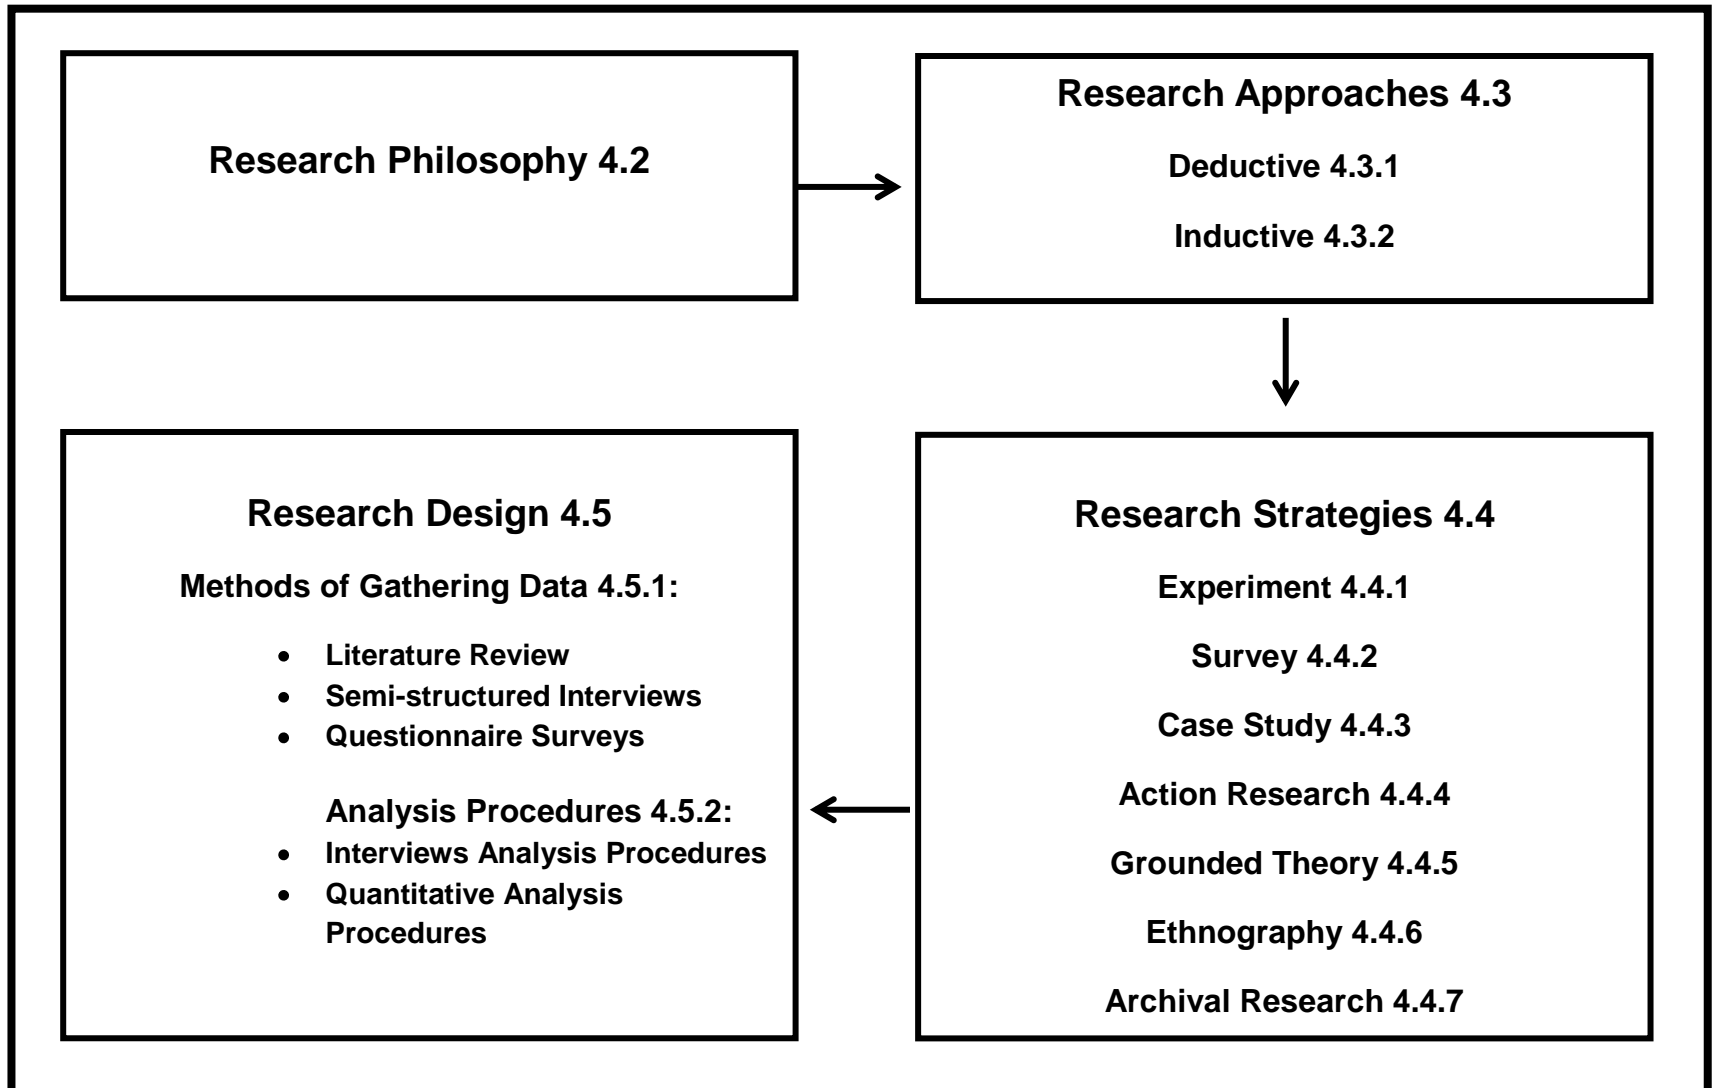 Research Philosophy 4.2
Research Approaches 4.3
Deductive 4.3.1
Inductive 4.3.2
Research Strategies 4.4
Experiment 4.4.1
Survey 4.4.2
Case Study 4.4.3
Action Research 4.4.4
Grounded Theory 4.4.5
Ethnography 4.4.6
Archival Research 4.4.7
Research Design 4.5
Methods of Gathering Data 4.5.1:
• Literature Review
• Semi-structured Interviews
• Questionnaire Surveys
Analysis Procedures 4.5.2:
• Interviews Analysis Procedures
• Quantitative Analysis
Procedures